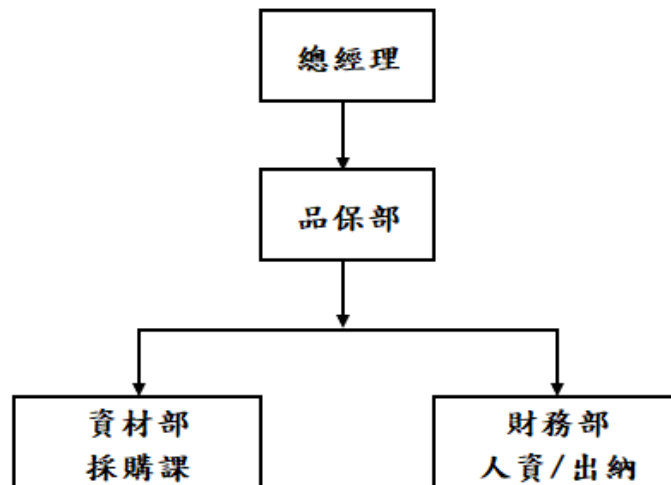 總經理
品保部
資材部
採購課
財務部
人資/出納